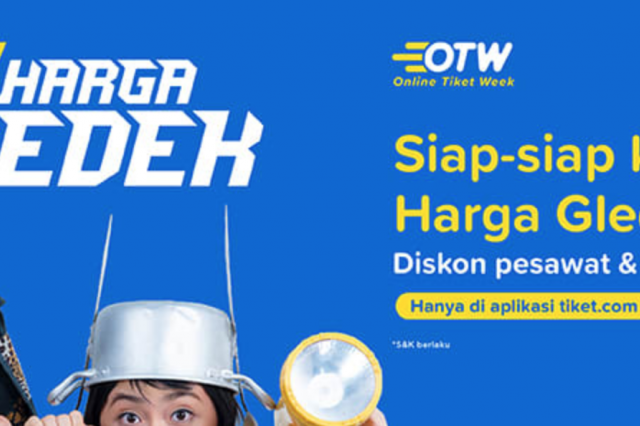 HARGA
EDEK
OTW
Online Tiket Week
Siap-siap
Harga Gle
Diskon pesawat &
Hanya di aplikasi tiket.com
*S&K berlaku